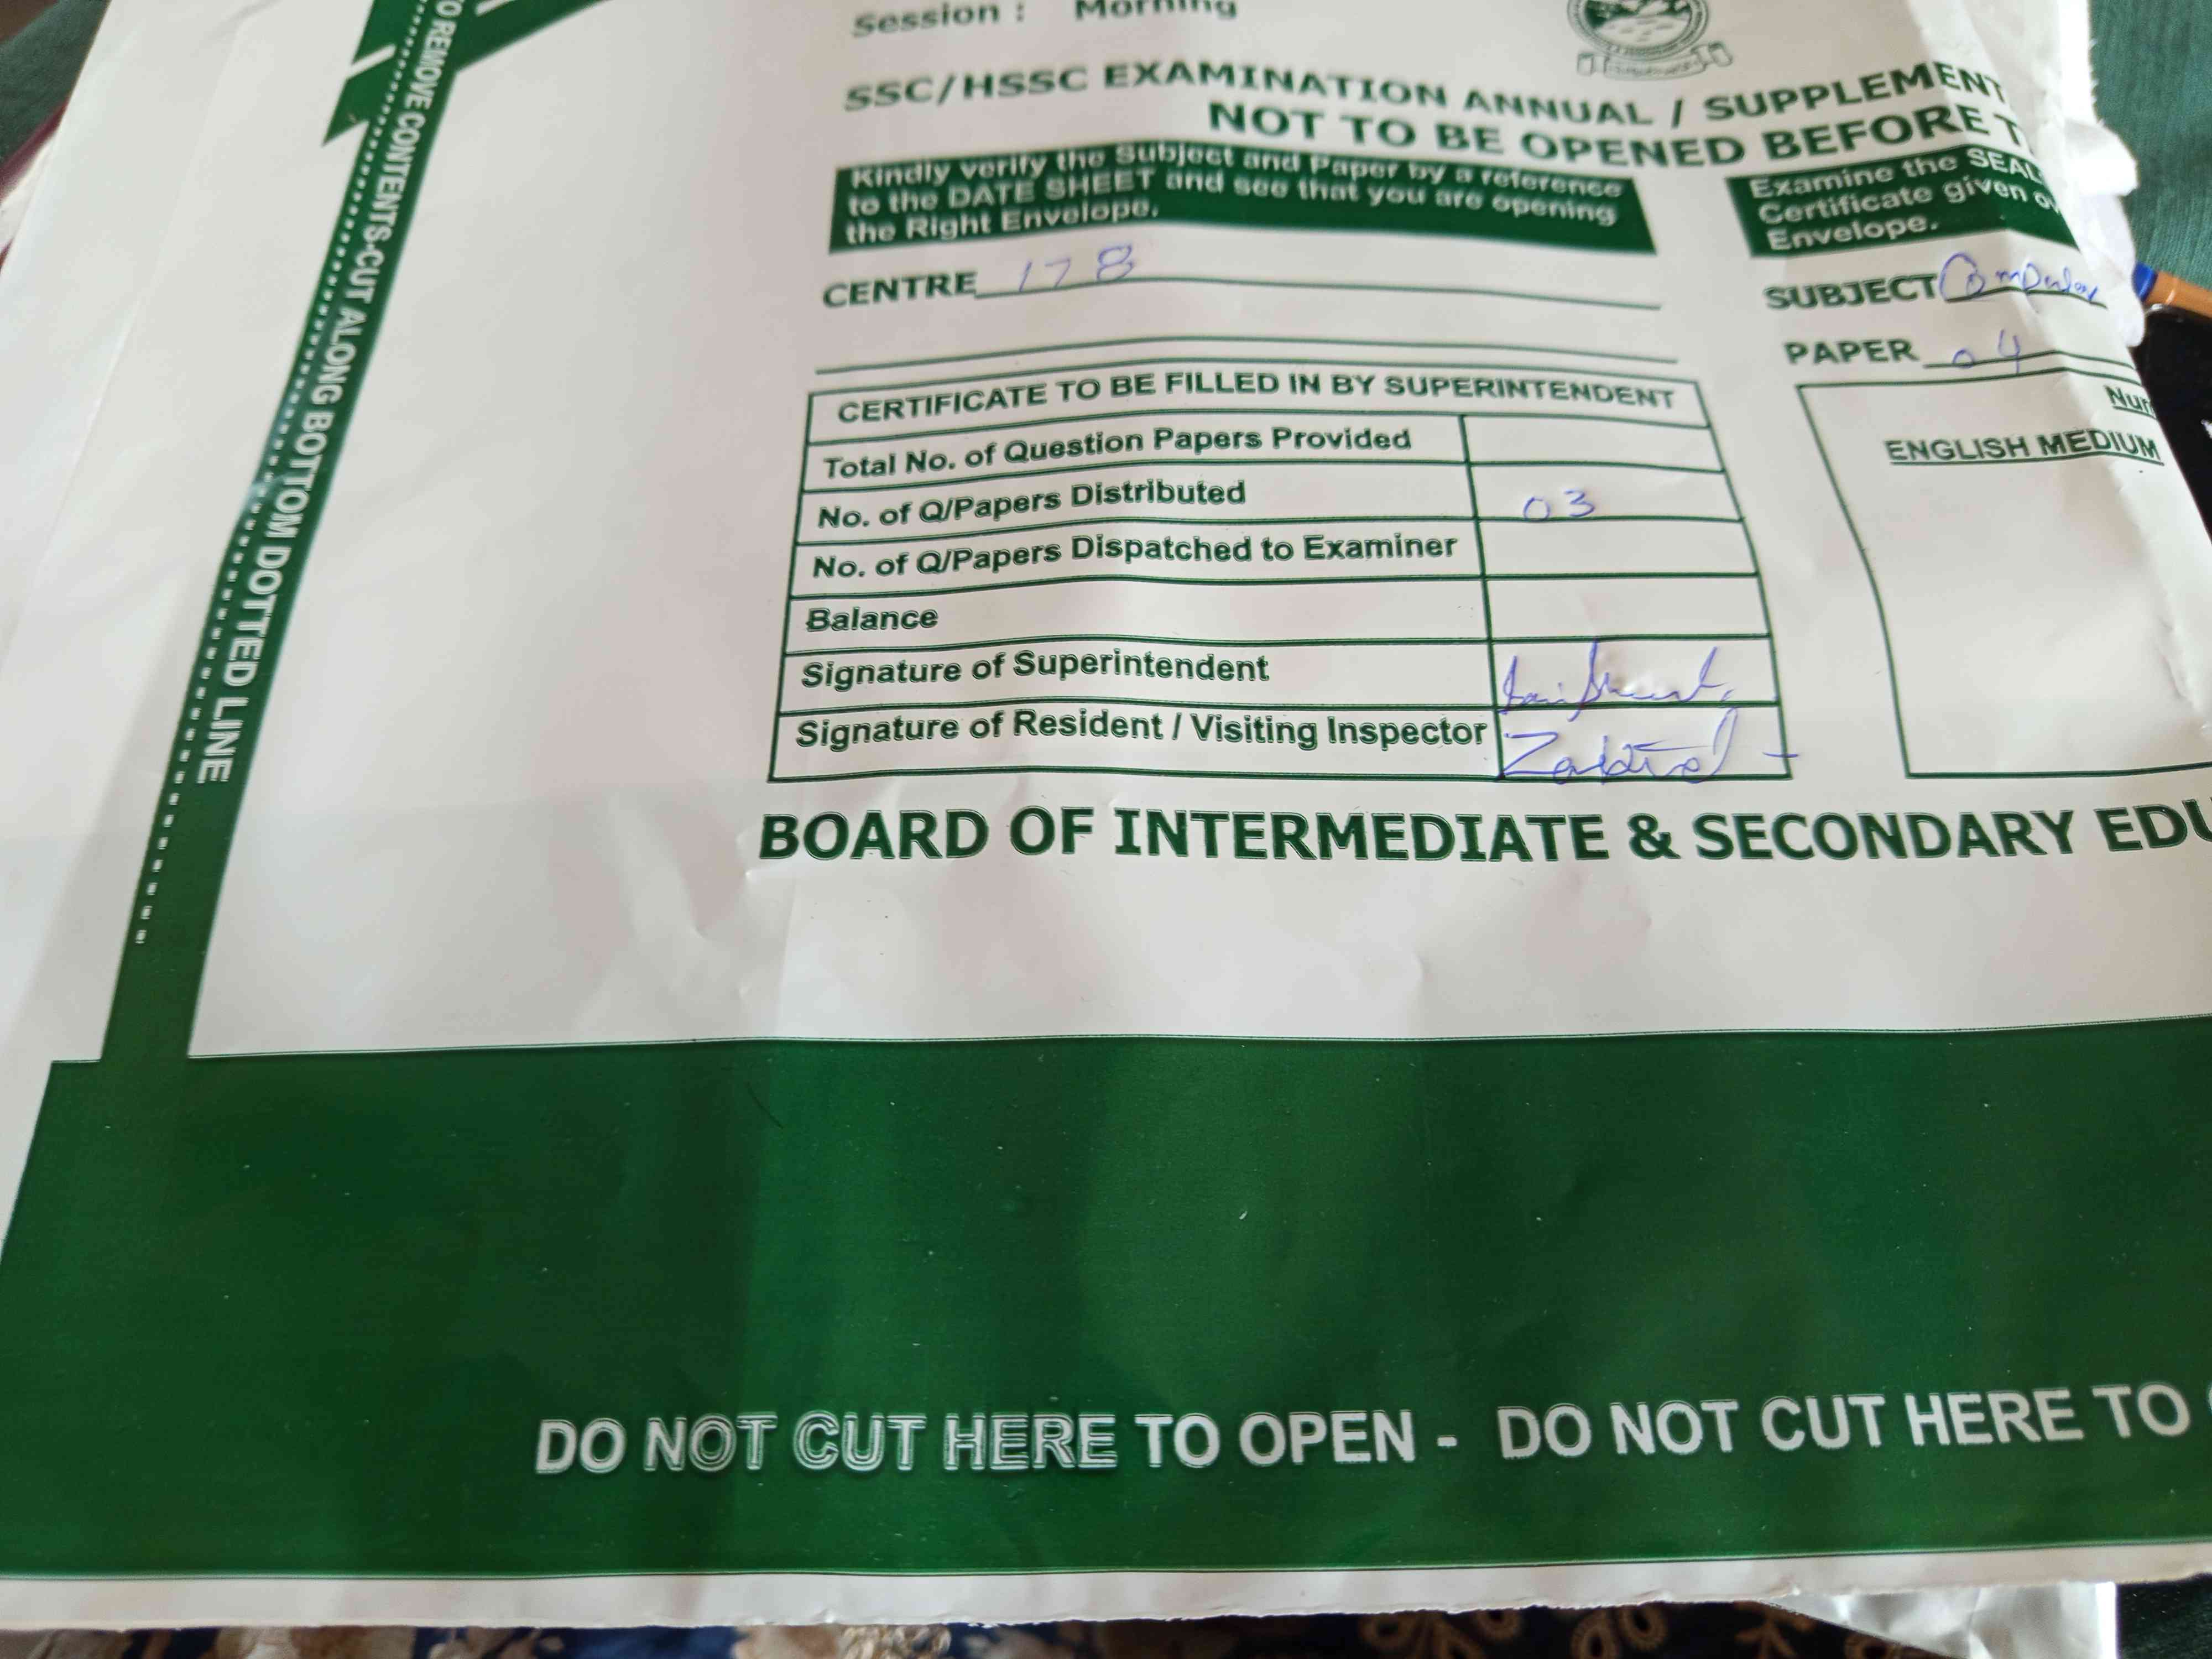 Session : Morning
SSC/HSSC EXAMINATION ANNUAL / SUPPLEMENT
NOT TO BE OPENED BEFORE T
Kindly verify the Subject and Paper by a reference
to the DATE SHEET and see that you are opening
the Right Envelope.
Examine the SEAL
Certificate given ov
Envelope.
CENTRE 178
SUBJECT Computer
PAPER 04
CERTIFICATE TO BE FILLED IN BY SUPERINTENDENT
Total No. of Question Papers Provided
No. of Q/Papers Distributed 03
No. of Q/Papers Dispatched to Examiner
Balance
Signature of Superintendent
Signature of Resident / Visiting Inspector
Num
ENGLISH MEDIUM
BOARD OF INTERMEDIATE & SECONDARY EDU
TO REMOVE CONTENTS-CUT ALONG BOTTOM DOTTED LINE
DO NOT CUT HERE TO OPEN - DO NOT CUT HERE TO